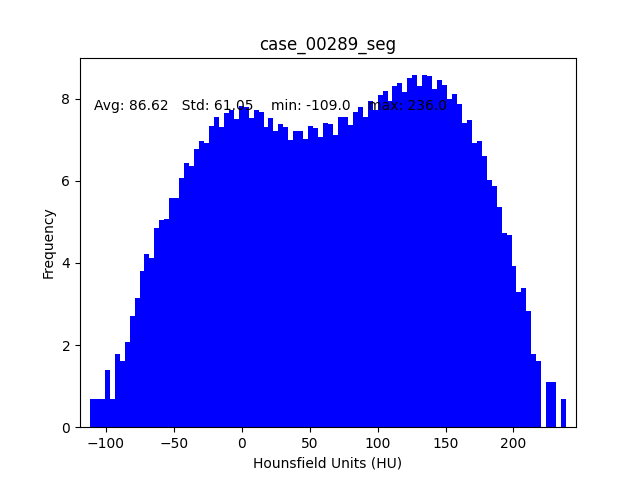 case_00289_seg
Avg: 86.62 Std: 61.05 min: -109.0 max: 236.0
8
6
4
2
0
Frequency
−100 −50 0 50 100 150 200
Hounsfield Units (HU)